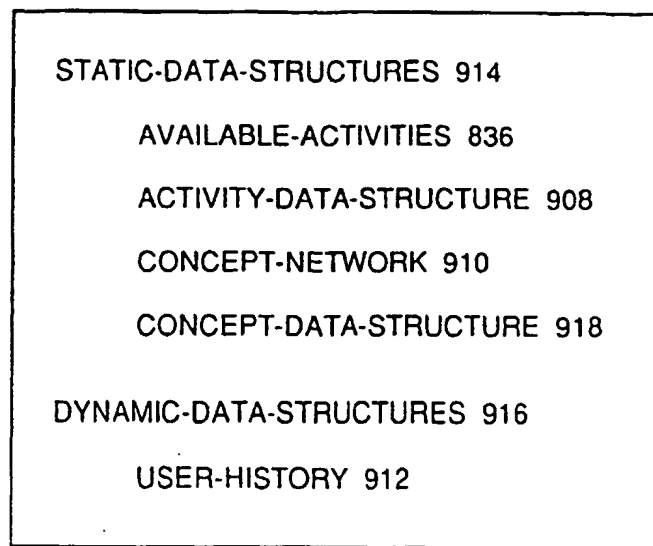 STATIC-DATA-STRUCTURES 914
AVAILABLE-ACTIVITIES 836
ACTIVITY-DATA-STRUCTURE 908
CONCEPT-NETWORK 910
CONCEPT-DATA-STRUCTURE 918
DYNAMIC-DATA-STRUCTURES 916
USER-HISTORY 912